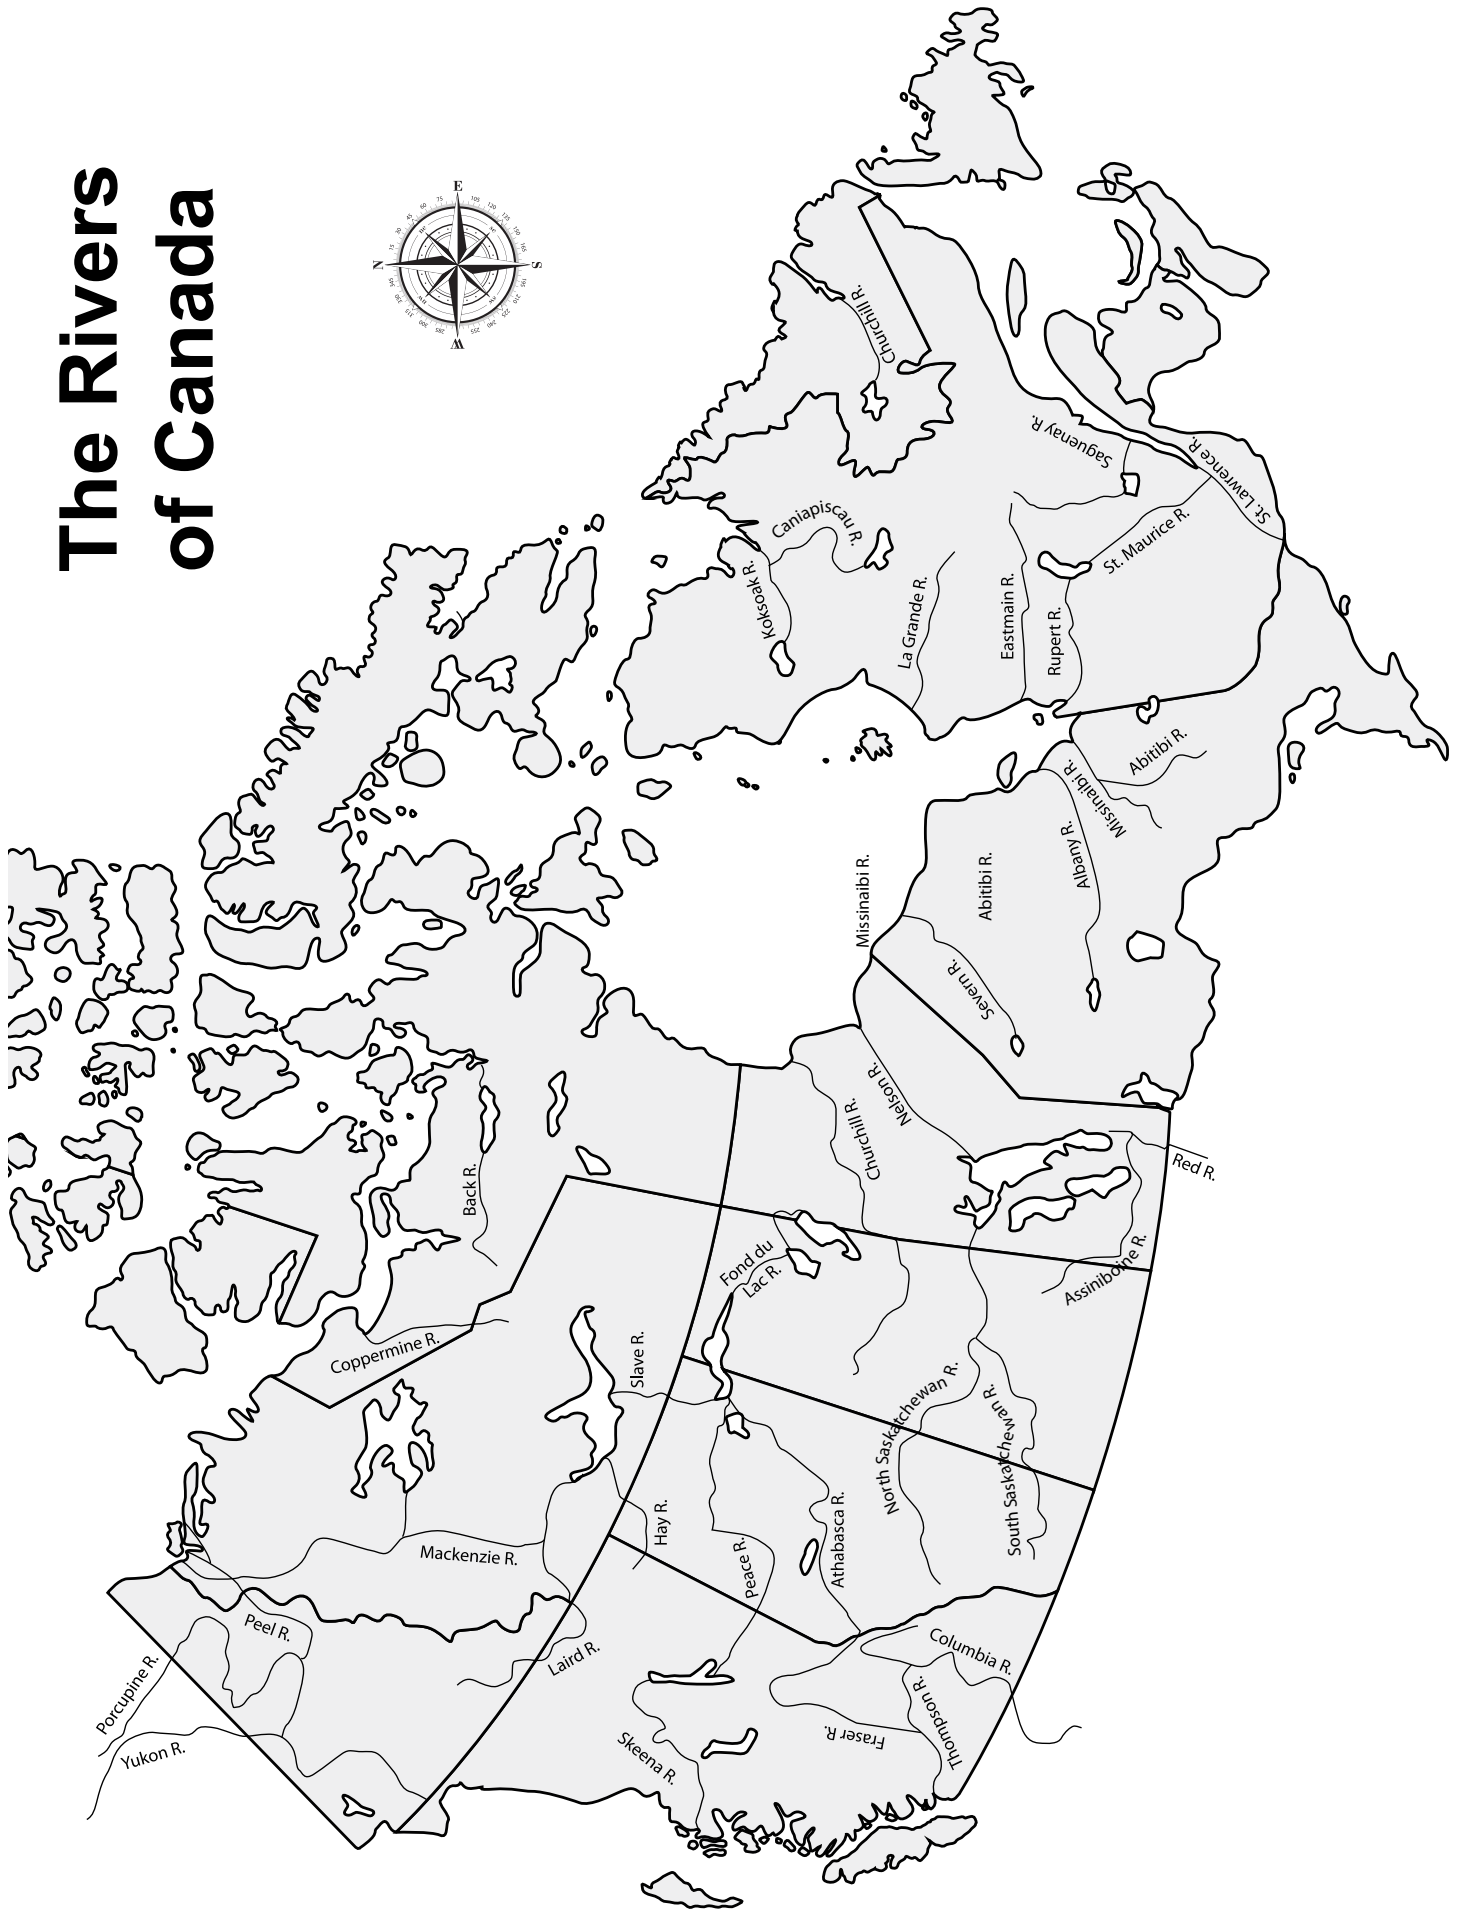 The Rivers
of Canada
N
E
S
W
Churchill R.
Saguenay R.
St. Lawrence R.
St. Maurice R.
Caniapiscau R.
Koksoak R.
La Grande R.
Eastmain R.
Rupert R.
Abitibi R.
Missinaibi R.
Albany R.
Missinaibi R.
Abitibi R.
Severn R.
Nelson R.
Churchill R.
Red R.
Assiniboine R.
Back R.
Fond du
Lac R.
Coppermine R.
Slave R.
North Saskatchewan R.
South Saskatchewan R.
Hay R.
Peace R.
Athabasca R.
Mackenzie R.
Peel R.
Porcupine R.
Yukon R.
Laird R.
Skeena R.
Fraser R.
Thompson R.
Columbia R.